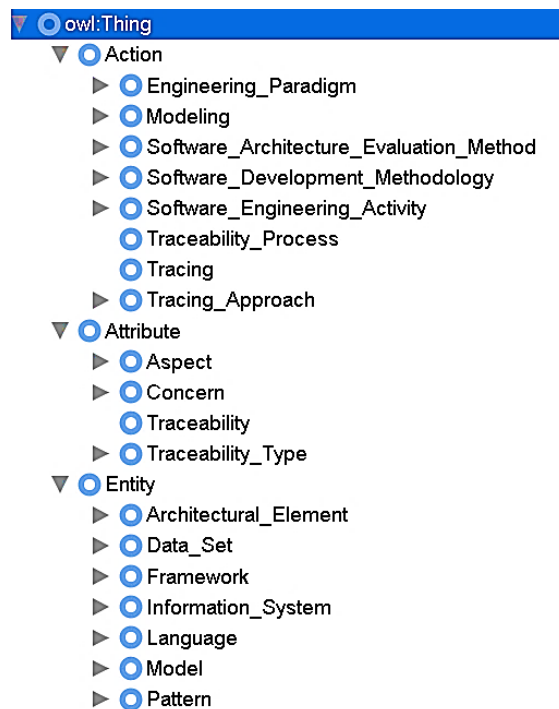 owl:Thing
Action
Engineering_Paradigm
Modeling
Software_Architecture_Evaluation_Method
Software_Development_Methodology
Software_Engineering_Activity
Traceability_Process
Tracing
Tracing_Approach
Attribute
Aspect
Concern
Traceability
Traceability_Type
Entity
Architectural_Element
Data_Set
Framework
Information_System
Language
Model
Pattern